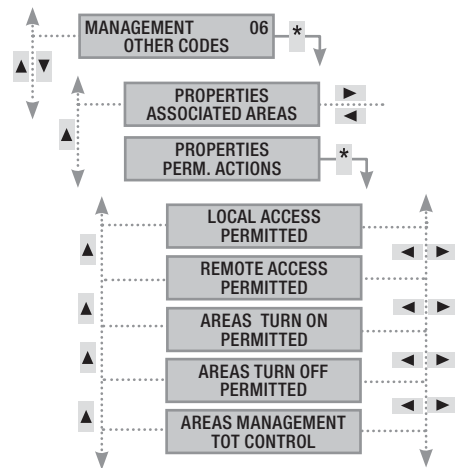 MANAGEMENT 06
OTHER CODES
*
PROPERTIES
ASSOCIATED AREAS
PROPERTIES
PERM. ACTIONS
*
LOCAL ACCESS
PERMITTED
REMOTE ACCESS
PERMITTED
AREAS TURN ON
PERMITTED
AREAS TURN OFF
PERMITTED
AREAS MANAGEMENT
TOT CONTROL